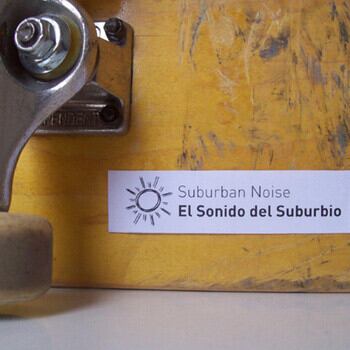 Suburban Noise
El Sonido del Suburbio